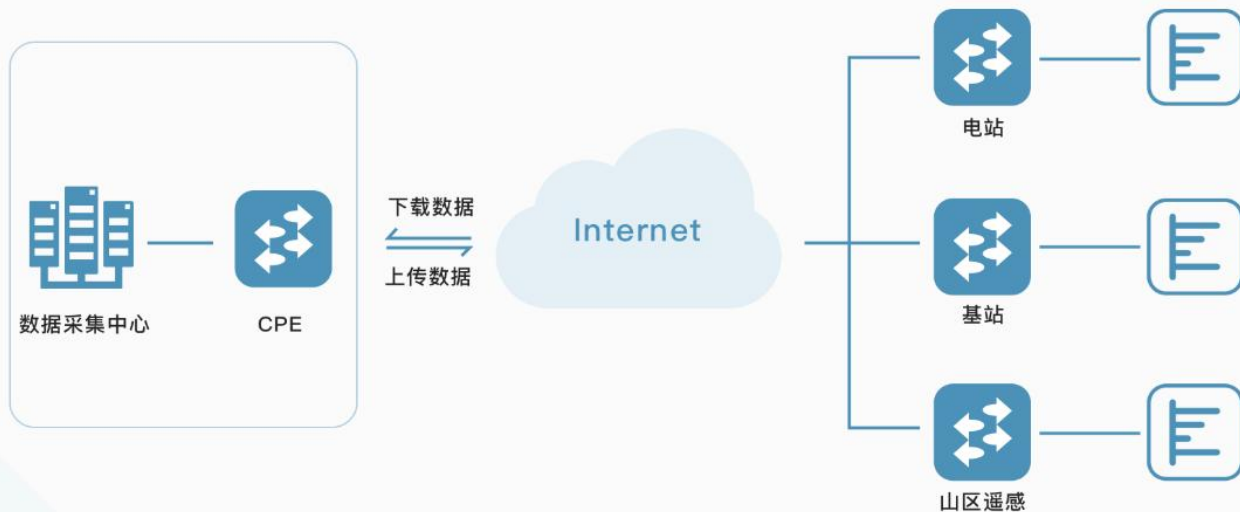 电站
下载数据
Internet
上传数据
数据采集中心
CPE
基站
山区遥感